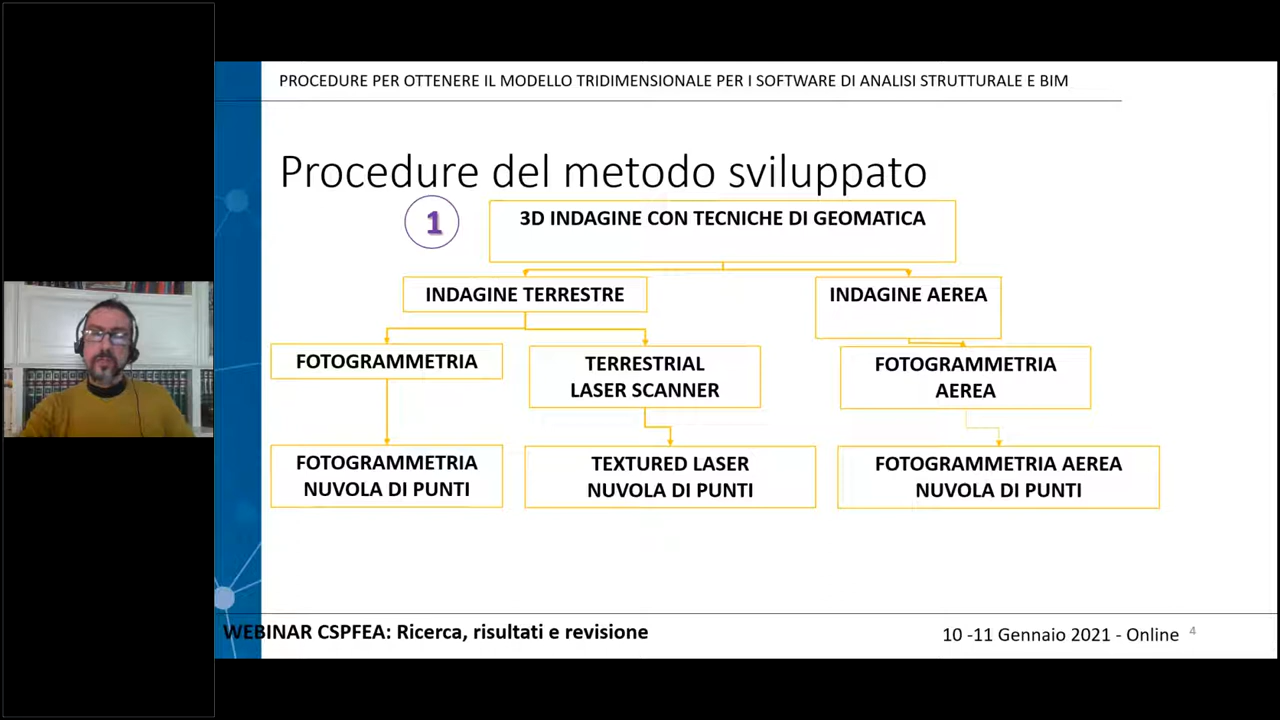 PROCEDURE PER OTTENERE IL MODELLO TRIDIMENSIONALE PER I SOFTWARE DI ANALISI STRUTTURALE E BIM
Procedure del metodo sviluppato
1
3D INDAGINE CON TECNICHE DI GEOMATICA
INDAGINE TERRESTRE
INDAGINE AEREA
FOTOGRAMMETRIA
TERRESTRIAL
LASER SCANNER
FOTOGRAMMETRIA
AEREA
FOTOGRAMMETRIA
NUVOLA DI PUNTI
TEXTURED LASER
NUVOLA DI PUNTI
FOTOGRAMMETRIA AEREA
NUVOLA DI PUNTI
WEBINAR CSPFEA: Ricerca, risultati e revisione
10 -11 Gennaio 2021 - Online
4